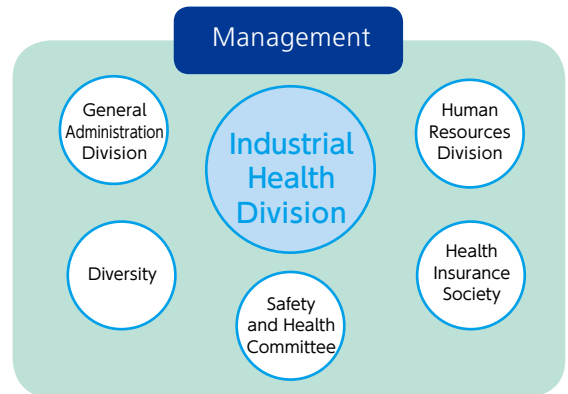 Management
General
Administration
Division
Industrial
Health
Division
Human
Resources
Division
Diversity
Safety
and Health
Committee
Health
Insurance
Society